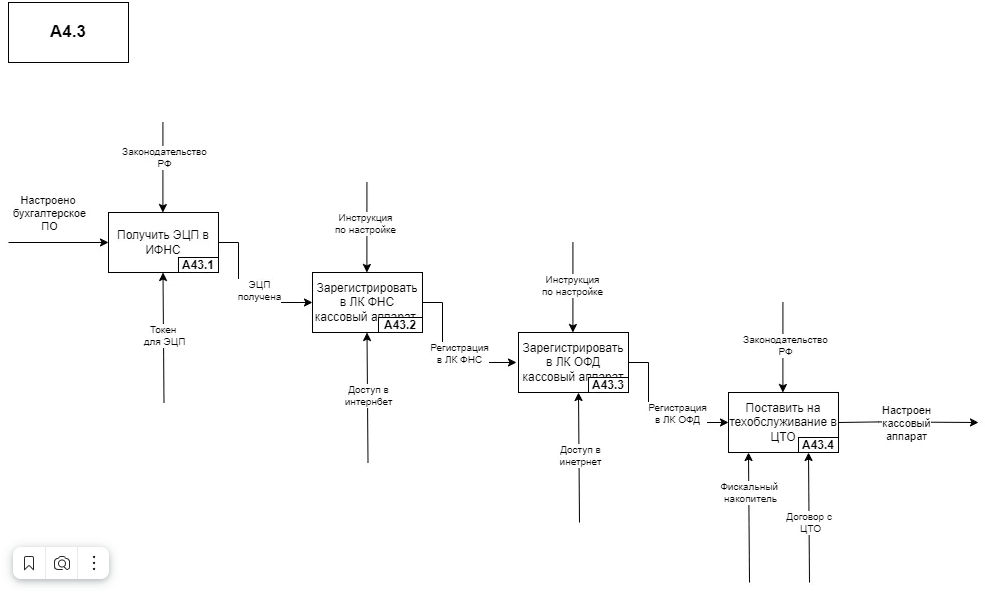 A4.3
Законодательство
РФ
Настроено
бухгалтерское
ПО
Получить ЭЦП в
ИФНС
A43.1
Токен
для ЭЦП
ЭЦП
получена
Инструкция
по настройке
Зарегистрировать
в ЛК ФНС
кассовый аппарат
A43.2
Доступ в
интернбет
Регистрация
в ЛК ФНС
Инструкция
по настройке
Зарегистрировать
в ЛК ОФД
кассовый аппарат
A43.3
Доступ в
инетрнет
Регистрация
в ЛК ОФД
Законодательство
РФ
Поставить на
техобслуживание в
ЦТО
A43.4
Фискальный
накопитель
Договор с
ЦТО
Настроен
кассовый
аппарат